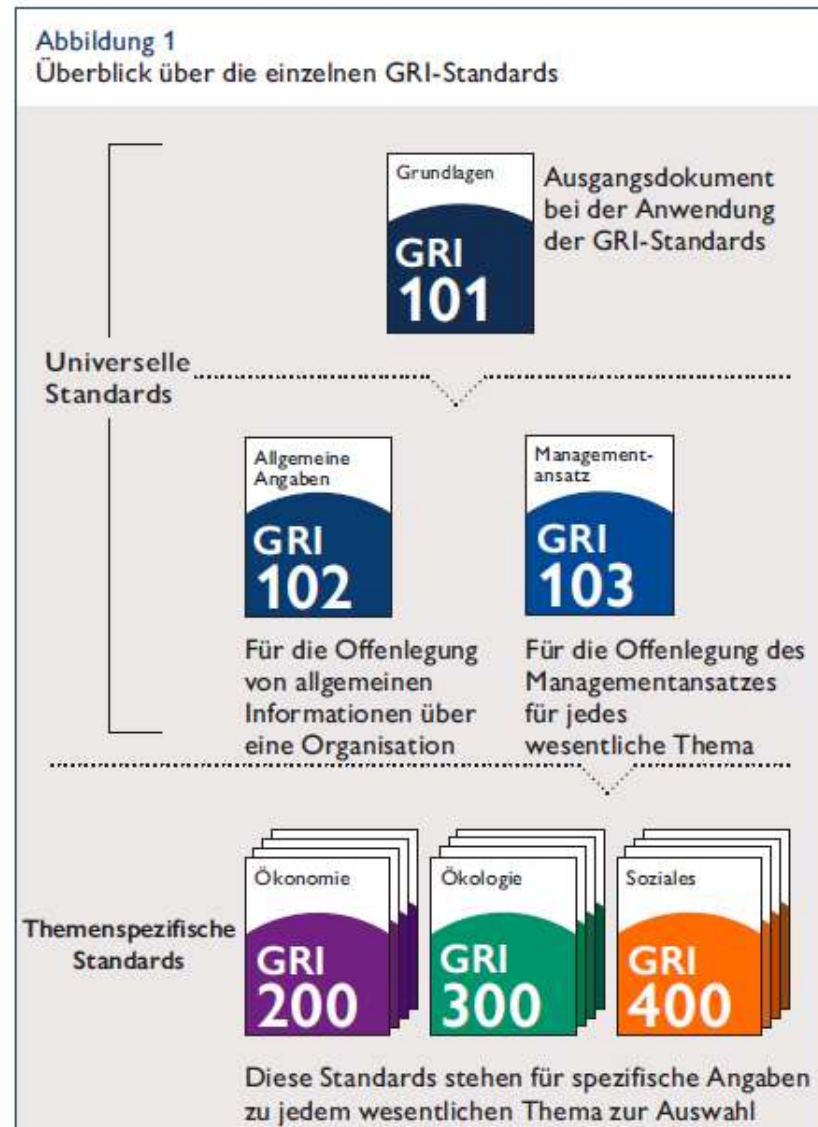 Abbildung 1
Überblick über die einzelnen GRI-Standards
Grundlagen
GRI
101
Ausgangsdokument
bei der Anwendung
der GRI-Standards
Universelle
Standards
Allgemeine
Angaben
GRI
102
Management-
ansatz
GRI
103
Für die Offenlegung
von allgemeinen
Informationen über
eine Organisation
Für die Offenlegung des
Managementansatzes
für jedes
wesentliche Thema
Themenspezifische
Standards
Ökonomie
GRI
200
Ökologie
GRI
300
Soziales
GRI
400
Diese Standards stehen für spezifische Angaben
zu jedem wesentlichen Thema zur Auswahl